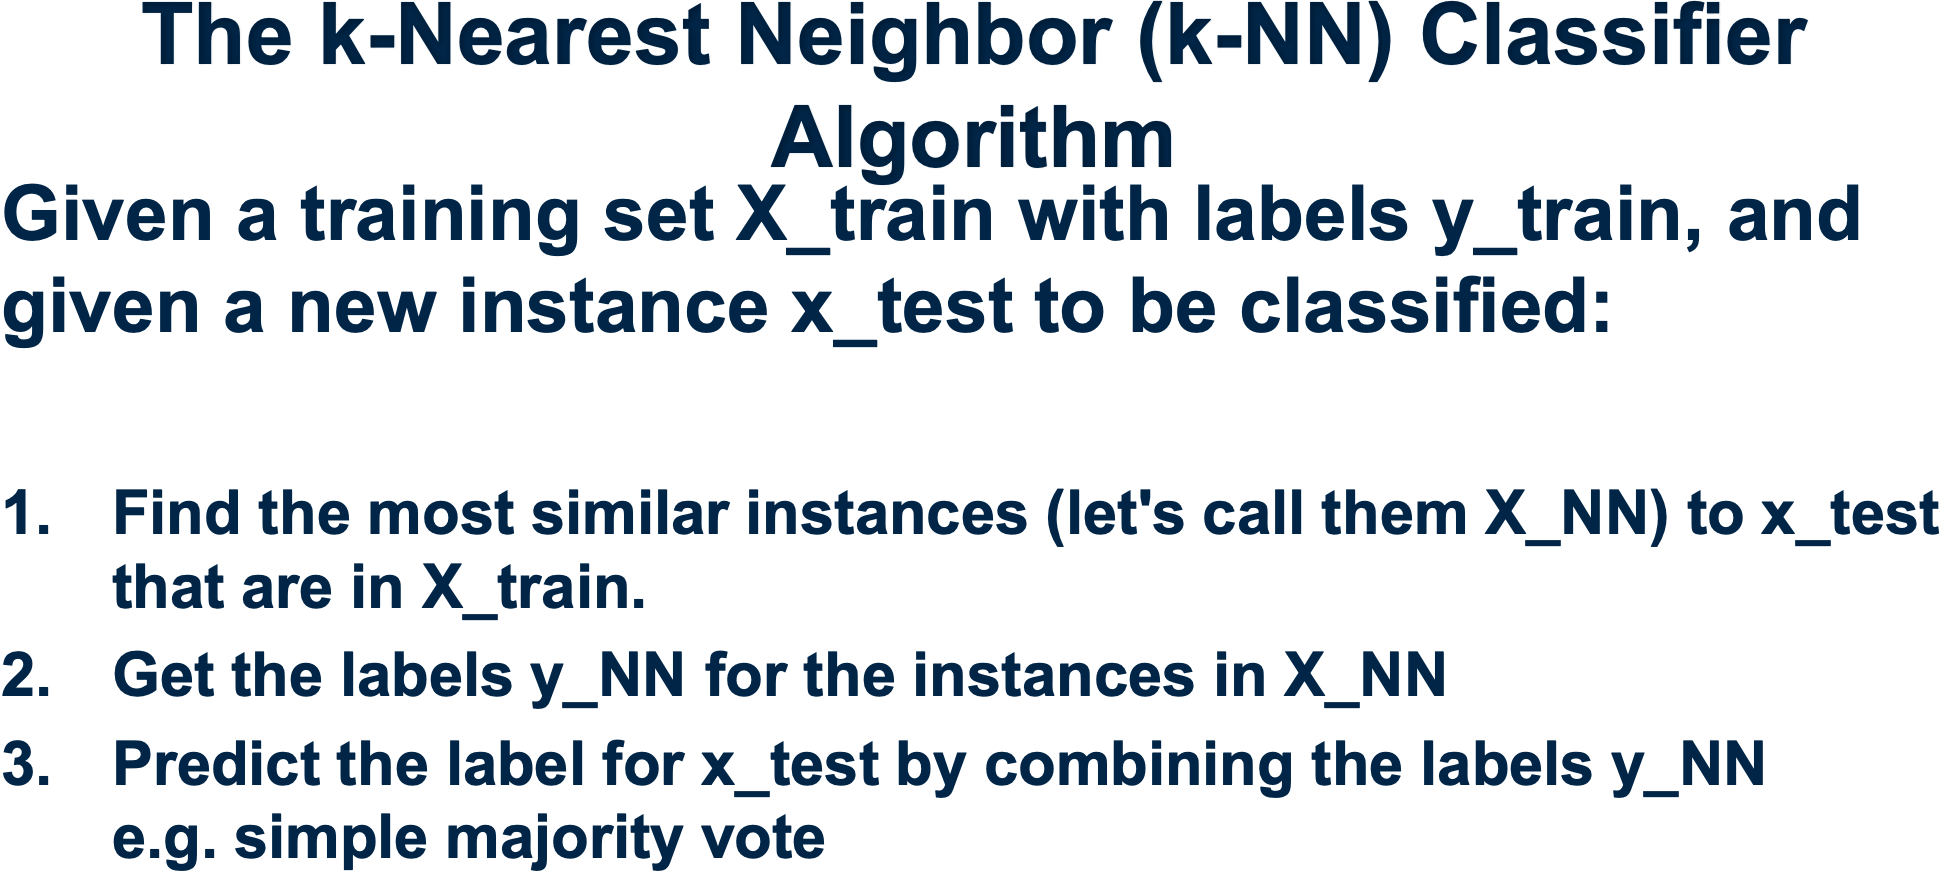 The k-Nearest Neighbor (k-NN) Classifier
Algorithm
Given a training set X_train with labels y_train, and
given a new instance x_test to be classified:
1. Find the most similar instances (let's call them X_NN) to x_test
that are in X_train.
2. Get the labels y_NN for the instances in X_NN
3. Predict the label for x_test by combining the labels y_NN
e.g. simple majority vote